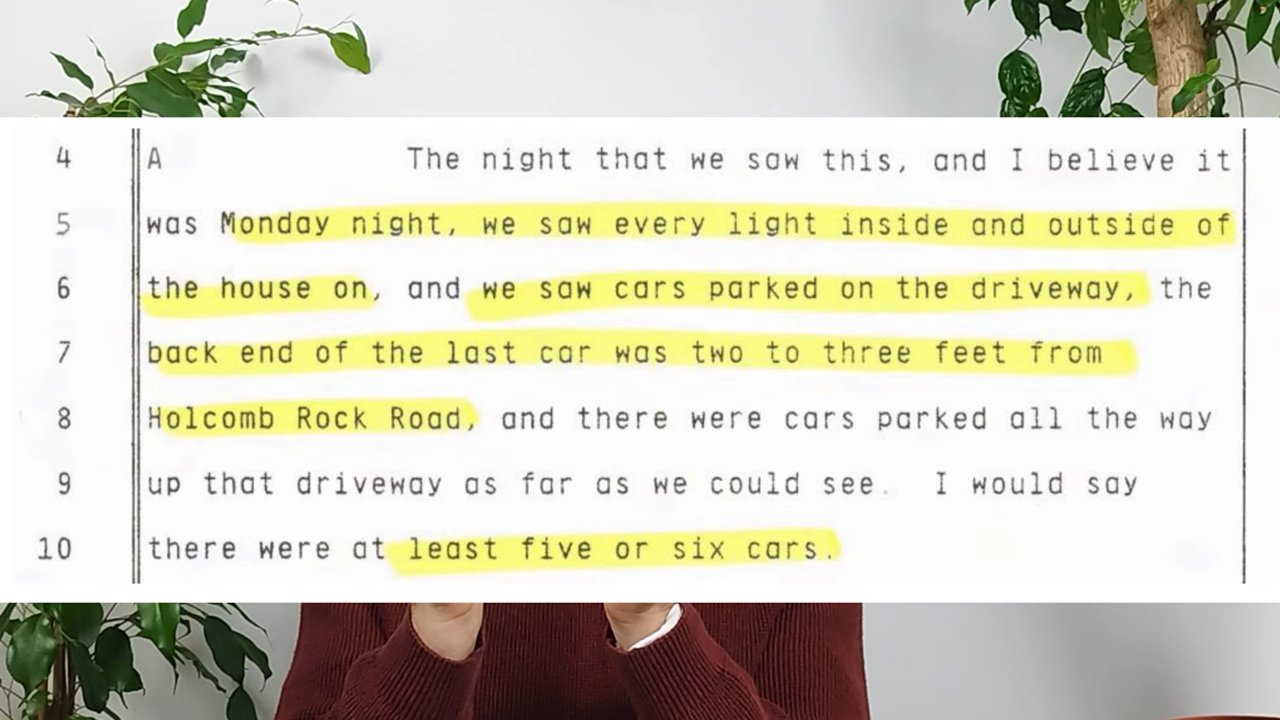 4 A The night that we saw this, and I believe it
5 was Monday night, we saw every light inside and outside of
6 the house on, and we saw cars parked on the driveway, the
7 back end of the last car was two to three feet from
8 Holcomb Rock Road, and there were cars parked all the way
9 up that driveway as far as we could see. I would say
10 there were at least five or six cars.